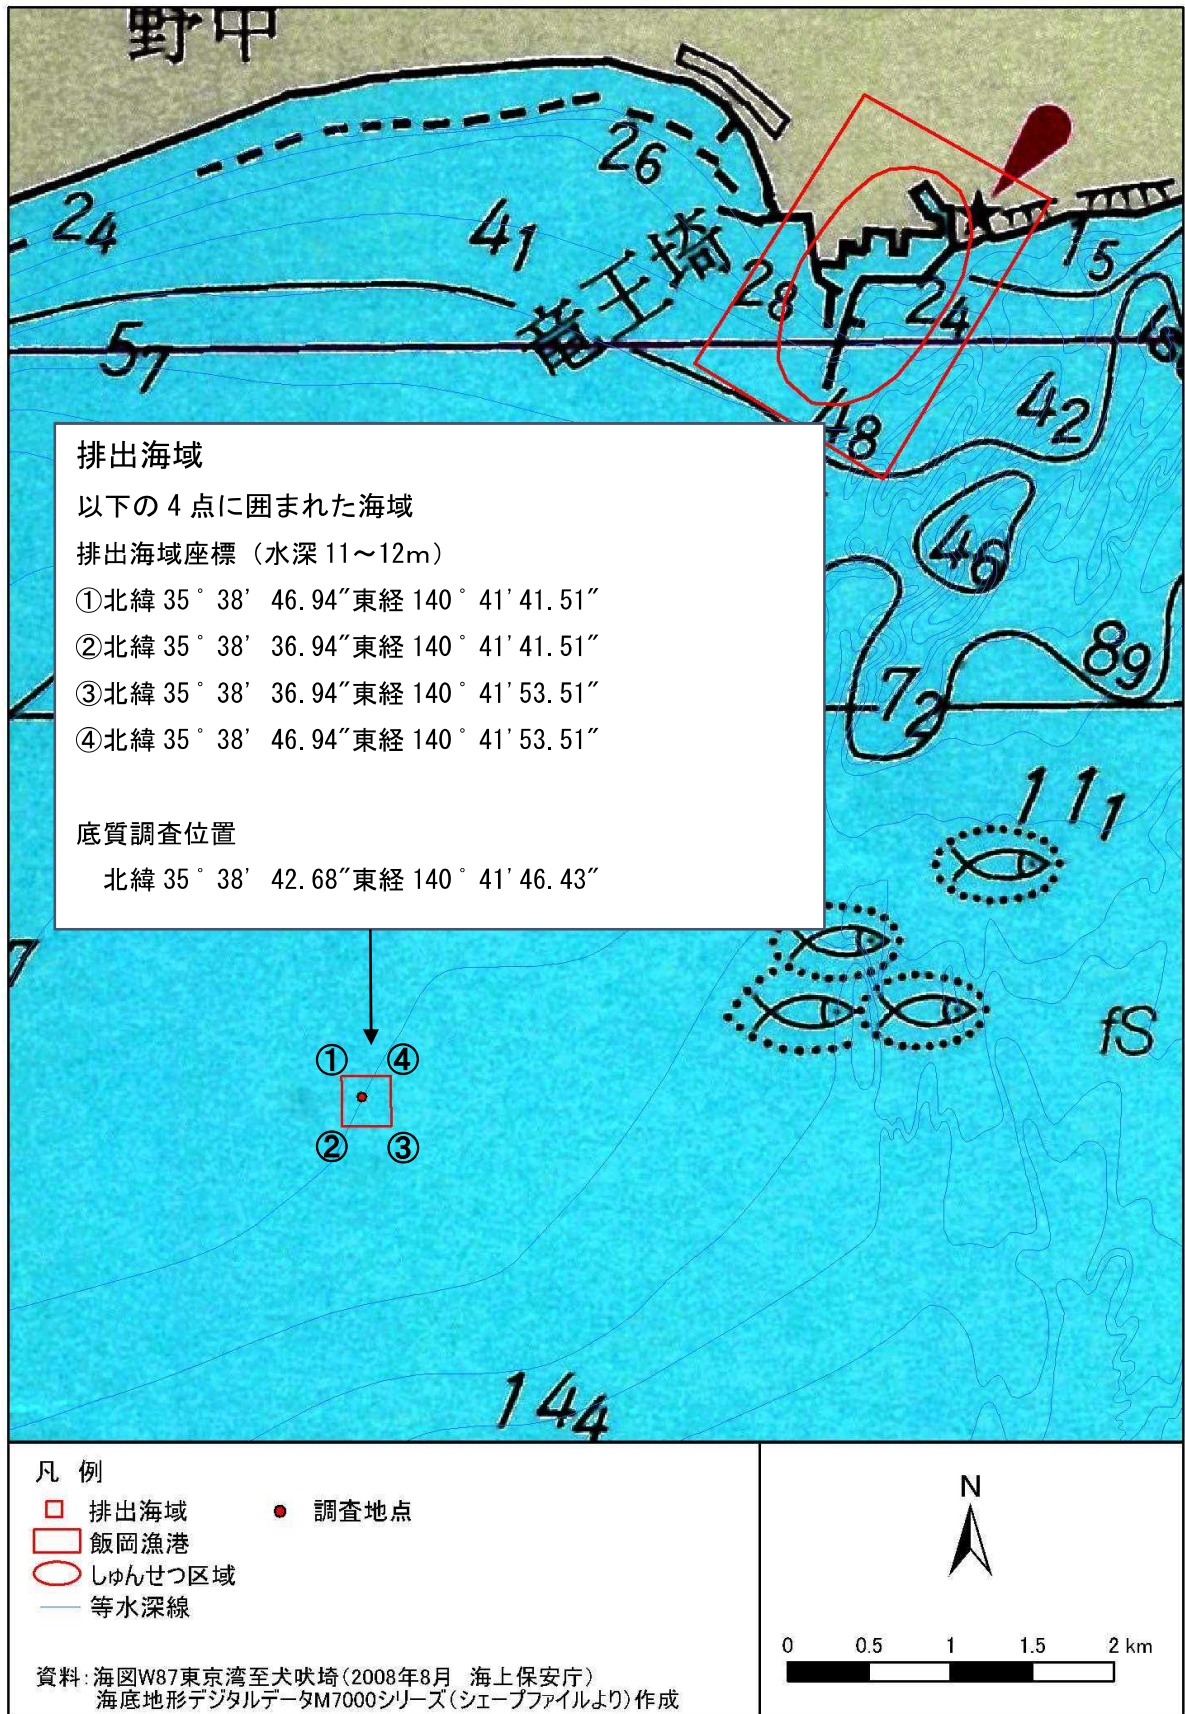 野中
26
24
41
竜王埼
28
24
15
57
48
42
46
排出海域
以下の 4 点に囲まれた海域
排出海域座標（水深 11～12m）
①北緯 35°38′46.94″東経 140°41′41.51″
②北緯 35°38′36.94″東経 140°41′41.51″
③北緯 35°38′36.94″東経 140°41′53.51″
④北緯 35°38′46.94″東経 140°41′53.51″
底質調査位置
北緯 35°38′42.68″東経 140°41′46.43″
89
72
111
7
fS
① ④
② ③
144
凡 例
排出海域
調査地点
飯岡漁港
しゅんせつ区域
等水深線
N
0 0.5 1 1.5 2 km
資料：海図W87東京湾至犬吠埼（2008年8月 海上保安庁）
海底地形デジタルデータM7000シリーズ（シェープファイルより）作成